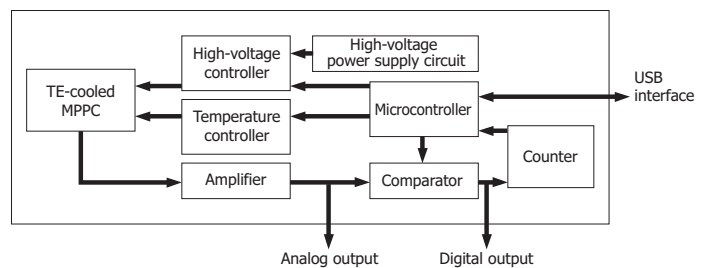 High-voltage
controller
High-voltage
power supply circuit
TE-cooled
MPPC
Temperature
controller
Microcontroller
USB
interface
Counter
Amplifier
Comparator
Analog output
Digital output